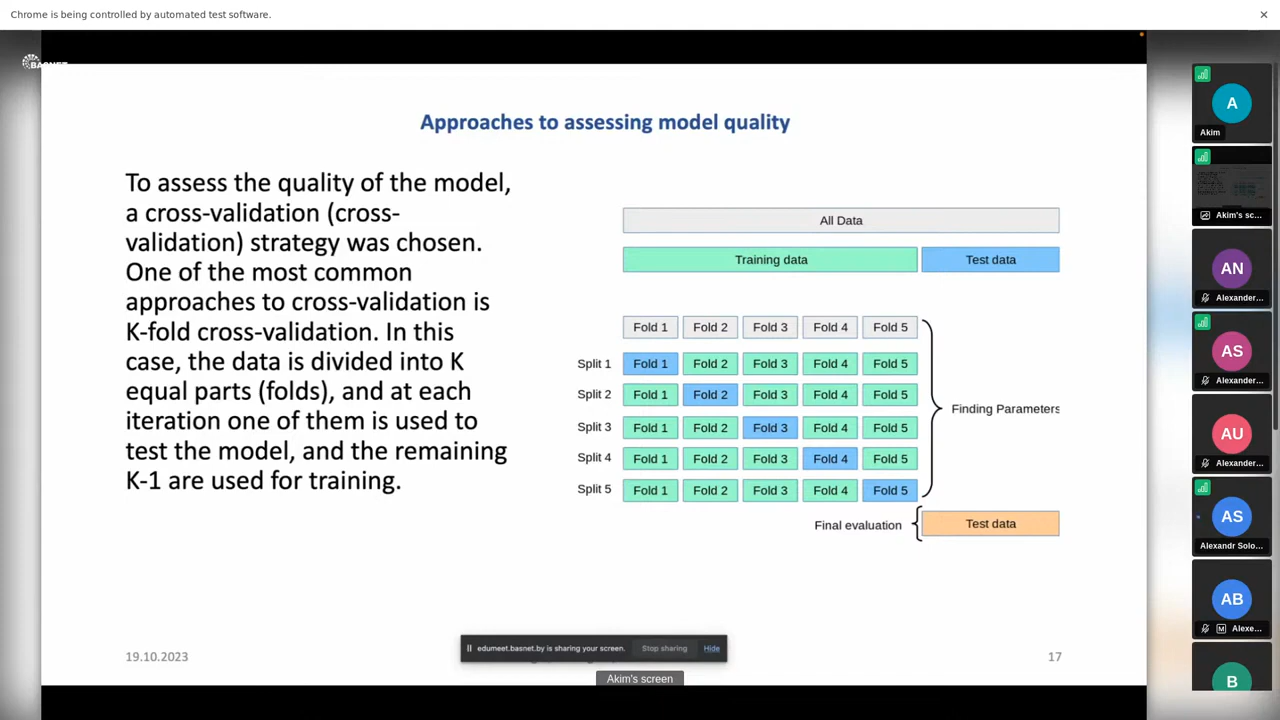 Chrome is being controlled by automated test software.
BASNET
Approaches to assessing model quality
To assess the quality of the model,
a cross-validation (cross-
validation) strategy was chosen.
One of the most common
approaches to cross-validation is
K-fold cross-validation. In this
case, the data is divided into K
equal parts (folds), and at each
iteration one of them is used to
test the model, and the remaining
K-1 are used for training.
All Data
Training data Test data
Fold 1 Fold 2 Fold 3 Fold 4 Fold 5
Split 1 Fold 1 Fold 2 Fold 3 Fold 4 Fold 5
Split 2 Fold 1 Fold 2 Fold 3 Fold 4 Fold 5
Split 3 Fold 1 Fold 2 Fold 3 Fold 4 Fold 5
Split 4 Fold 1 Fold 2 Fold 3 Fold 4 Fold 5
Split 5 Fold 1 Fold 2 Fold 3 Fold 4 Fold 5
Finding Parameters
Final evaluation Test data
19.10.2023
17
edumeet.basnet.by is sharing your screen. Stop sharing Hide
Akim's screen
A
Akim
Akim's sc...
AN
Alexander...
AS
Alexander...
AU
Alexander...
AS
Alexandr Solo...
AB
M Alexe...
B